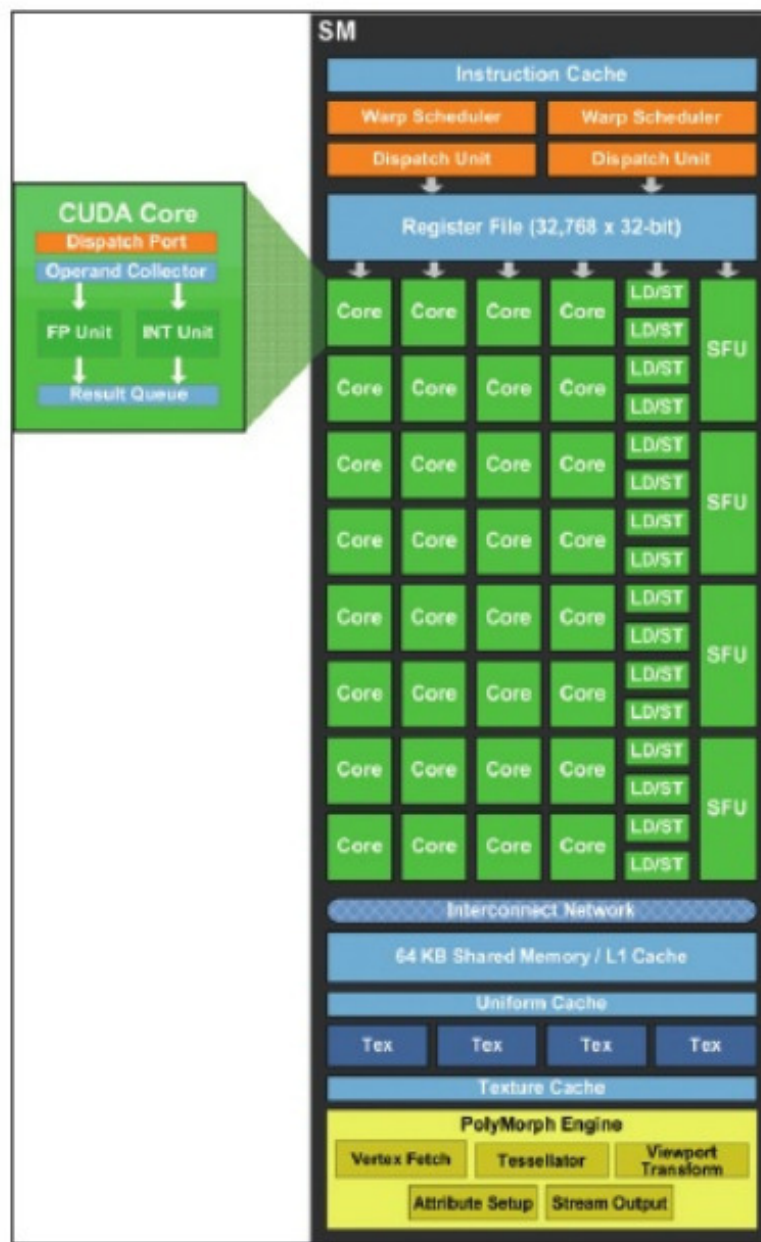 SM
Instruction Cache
Warp Scheduler Warp Scheduler
Dispatch Unit Dispatch Unit
Register File (32,768 x 32-bit)
CUDA Core
Dispatch Port
Operand Collector
FP Unit INT Unit
Result Queue
Core Core Core Core LD/ST SFU
LD/ST
Core Core Core Core LD/ST
LD/ST
Core Core Core Core LD/ST SFU
LD/ST
Core Core Core Core LD/ST
LD/ST
Core Core Core Core LD/ST SFU
LD/ST
Core Core Core Core LD/ST
LD/ST
Core Core Core Core LD/ST SFU
LD/ST
Core Core Core Core LD/ST
LD/ST
Interconnect Network
64 KB Shared Memory / L1 Cache
Uniform Cache
Tex Tex Tex Tex
Texture Cache
PolyMorph Engine
Vertex Fetch Tessellator Viewport
Transform
Attribute Setup Stream Output